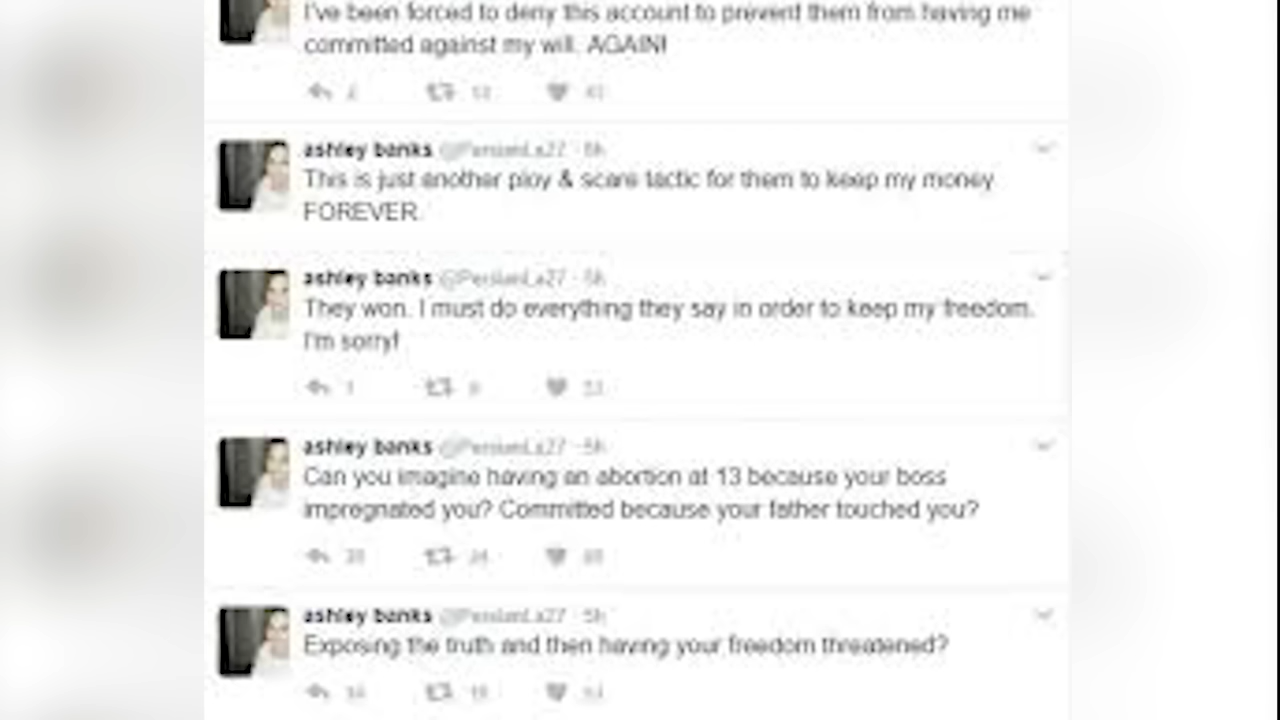 I've been forced to deny this account to prevent them from having me
committed against my will. AGAIN!
ashley banks
This is just another ploy & scare tactic for them to keep my money
FOREVER.
ashley banks
They won. I must do everything they say in order to keep my freedom.
I'm sorry!
ashley banks
Can you imagine having an abortion at 13 because your boss
impregnated you? Committed because your father touched you?
ashley banks 5h
Exposing the truth and then having your freedom threatened?